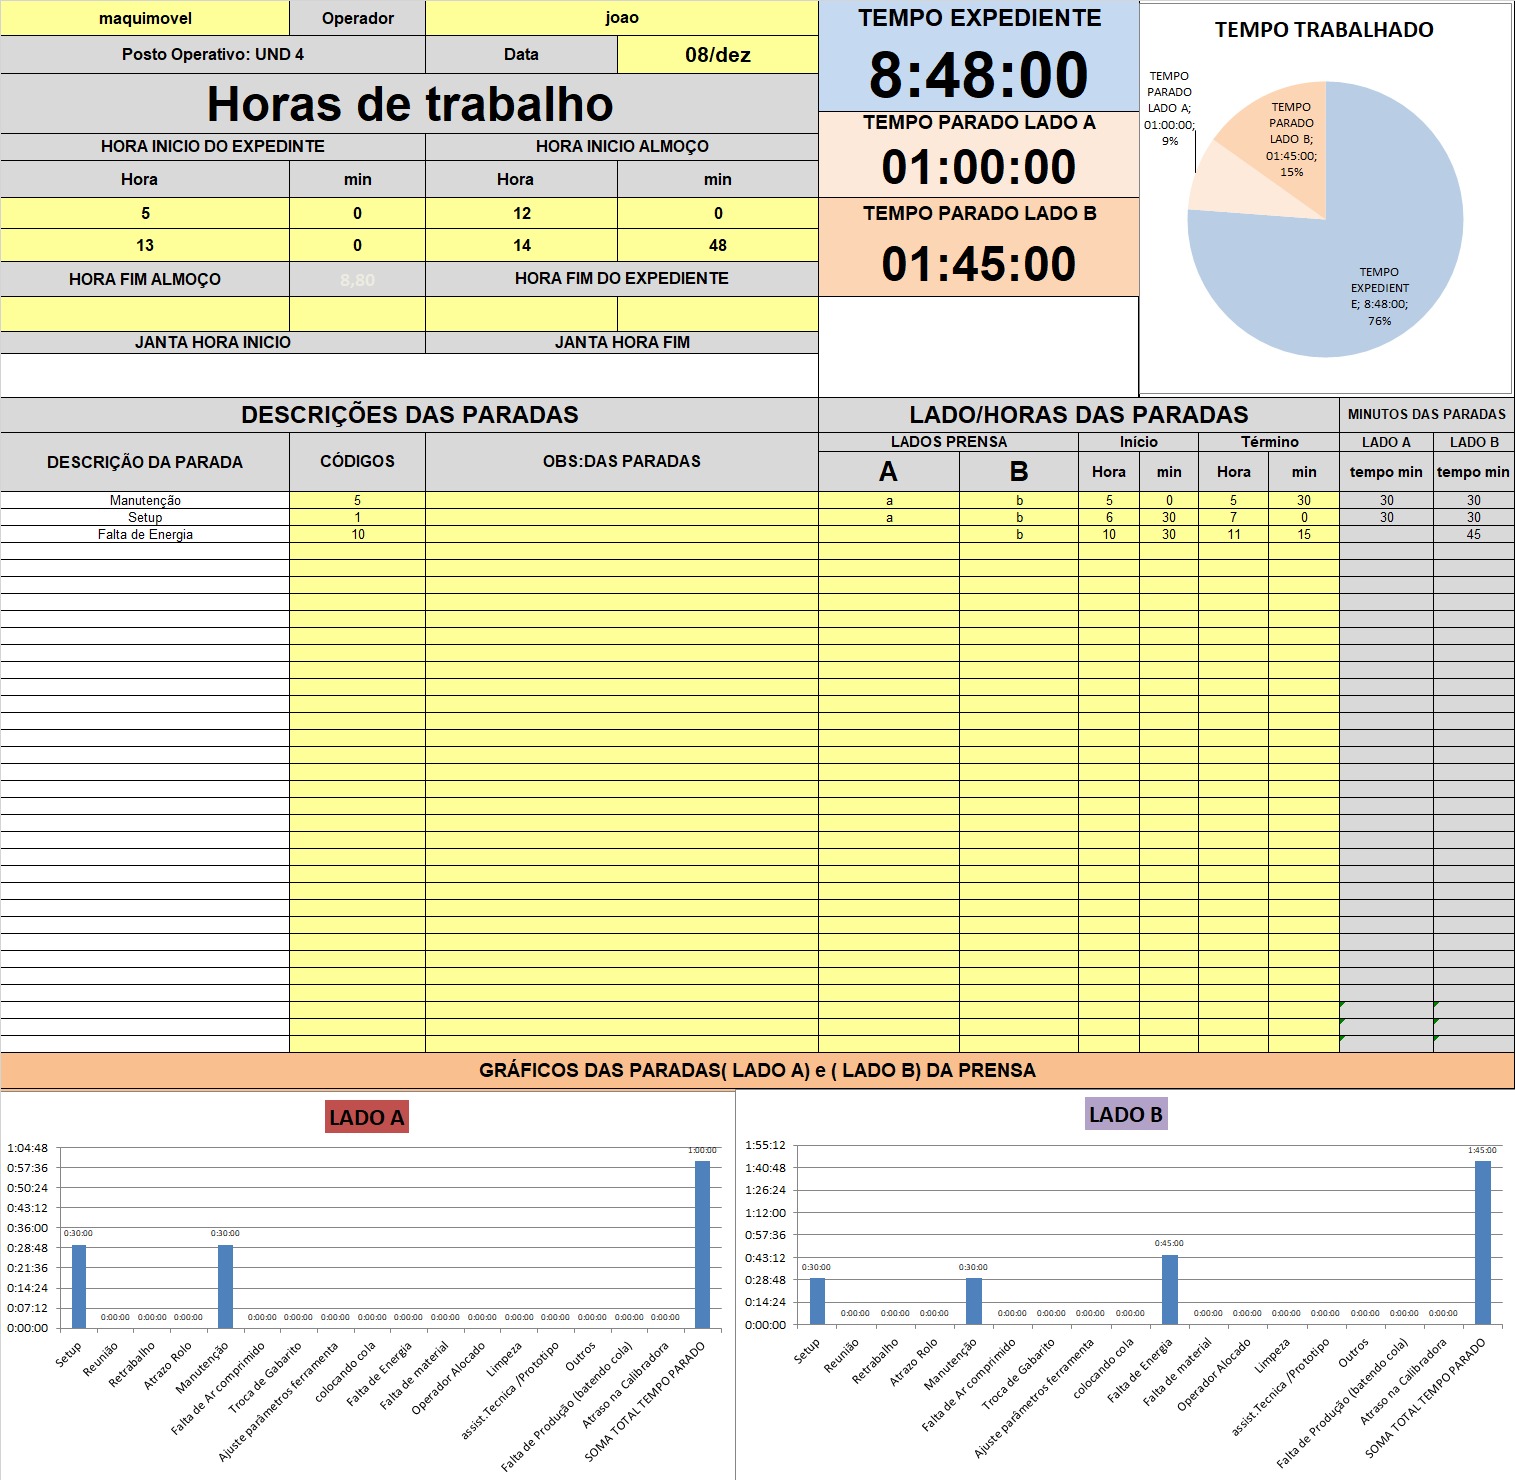 maquimovel Operador joao
Posto Operativo: UND 4 Data 08/dez
Horas de trabalho
HORA INICIO DO EXPEDINTE HORA INICIO ALMOÇO
Hora min Hora min
5 0 12 0
13 0 14 48
HORA FIM ALMOÇO 8,80 HORA FIM DO EXPEDIENTE
JANTA HORA INICIO JANTA HORA FIM
TEMPO EXPEDIENTE
8:48:00
TEMPO PARADO LADO A
01:00:00
TEMPO PARADO LADO B
01:45:00
TEMPO TRABALHADO
TEMPO
PARADO
LADO A;
01:00:00;
9%
TEMPO
PARADO
LADO B;
01:45:00;
15%
TEMPO
EXPEDIENT
E; 8:48:00;
76%
DESCRIÇÕES DAS PARADAS LADO/HORAS DAS PARADAS MINUTOS DAS PARADAS
DESCRIÇÃO DA PARADA CÓDIGOS OBS:DAS PARADAS
LADOS PRENSA Início Término LADO A LADO B
A B Hora min Hora min tempo min tempo min
Manutenção 5 a b 5 0 5 30 30 30
Setup 1 a b 6 30 7 0 30 30
Falta de Energia 10 b 10 30 11 15 45
GRÁFICOS DAS PARADAS( LADO A) e ( LADO B) DA PRENSA
LADO A
1:04:48
0:57:36
0:50:24
0:43:12
0:36:00
0:28:48
0:21:36
0:14:24
0:07:12
0:00:00
0:30:00 0:00:00 0:00:00 0:00:00 0:30:00 0:00:00 0:00:00 0:00:00 0:00:00 0:00:00 0:00:00 0:00:00 0:00:00 0:00:00 0:00:00 0:00:00 0:00:00 1:00:00
Setup
Reunião
Retrabalho
Atrazo Rolo
Manutenção
Falta de Ar comprimido
Troca de Gabarito
Ajuste parâmetros ferramenta
colocando cola
Falta de Energia
Falta de material
Operador Alocado
Limpeza
assist.Tecnica /Prototipo
Outros
Falta de Produção (batendo cola)
Atraso na Calibradora
SOMA TOTAL TEMPO PARADO
LADO B
1:55:12
1:40:48
1:26:24
1:12:00
0:57:36
0:43:12
0:28:48
0:14:24
0:00:00
0:30:00 0:00:00 0:00:00 0:00:00 0:30:00 0:00:00 0:00:00 0:00:00 0:00:00 0:45:00 0:00:00 0:00:00 0:00:00 0:00:00 0:00:00 0:00:00 0:00:00 1:45:00
Setup
Reunião
Retrabalho
Atrazo Rolo
Manutenção
Falta de Ar comprimido
Troca de Gabarito
Ajuste parâmetros ferramenta
colocando cola
Falta de Energia
Falta de material
Operador Alocado
Limpeza
assist.Tecnica /Prototipo
Outros
Falta de Produção (batendo cola)
Atraso na Calibradora
SOMA TOTAL TEMPO PARADO